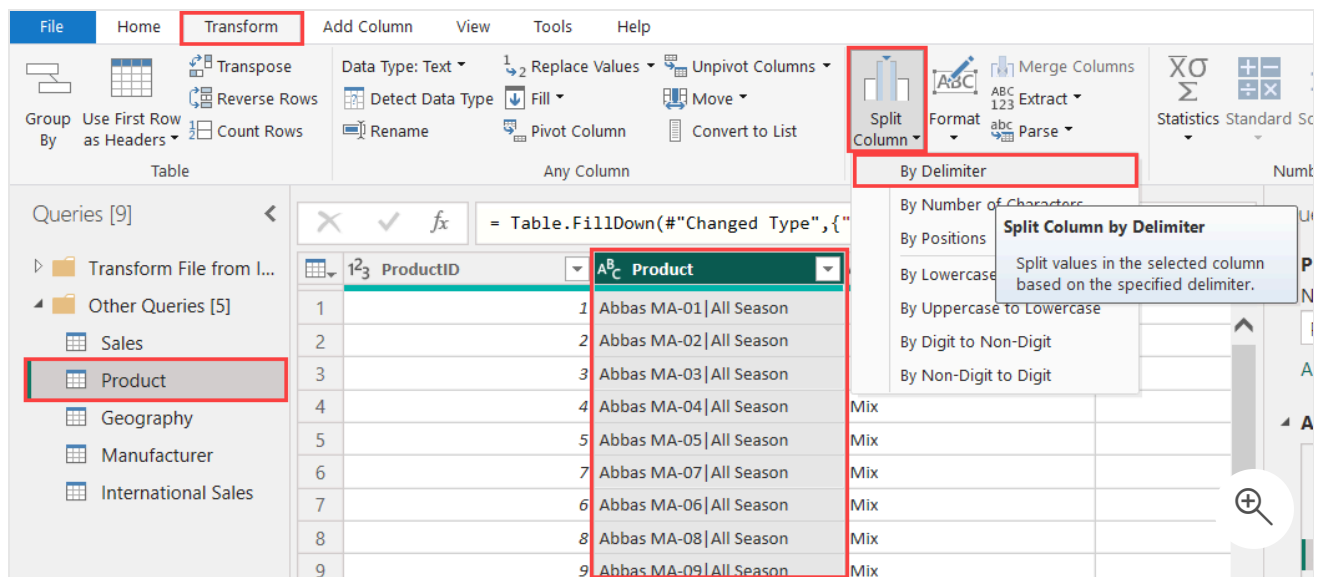 File Home Transform Add Column View Tools Help
Transpose Data Type: Text Replace Values Unpivot Columns Merge Columns
Reverse Rows Detect Data Type Fill Move Extract
Group By Use First Row as Headers Count Rows Rename Pivot Column Convert to List Split Column Format Parse Statistics Standard
Table Any Column
By Delimiter
By Number of Characters
By Positions
By Lowercase
By Uppercase to Lowercase
By Digit to Non-Digit
By Non-Digit to Digit
Split Column by Delimiter
Split values in the selected column
based on the specified delimiter.
Queries [9]
= Table.FillDown(#"Changed Type",{"
Transform File from I...
Other Queries [5]
Sales
Product
Geography
Manufacturer
International Sales
ProductID Product
1 1 Abbas MA-01|All Season
2 2 Abbas MA-02|All Season
3 3 Abbas MA-03|All Season
4 4 Abbas MA-04|All Season Mix
5 5 Abbas MA-05|All Season Mix
6 7 Abbas MA-07|All Season Mix
7 6 Abbas MA-06|All Season Mix
8 8 Abbas MA-08|All Season Mix
9 9 Abbas MA-09|All Season Mix